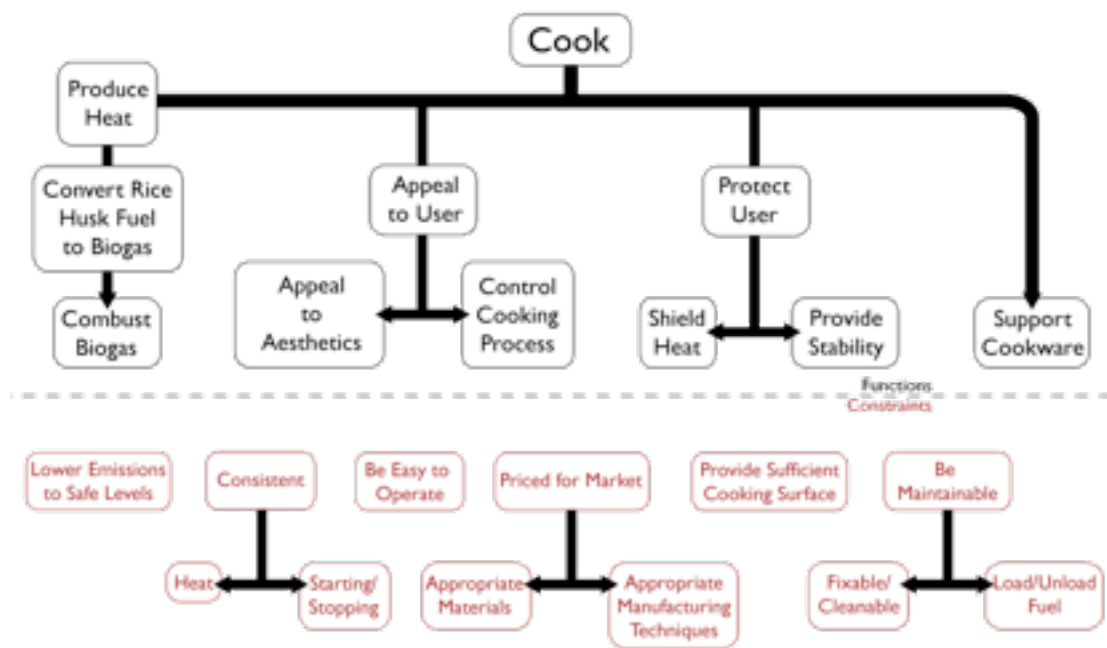 Cook
Produce
Heat
Convert Rice
Husk Fuel
to Biogas
Combust
Biogas
Appeal
to User
Appeal
to
Aesthetics
Control
Cooking
Process
Protect
User
Shield
Heat
Provide
Stability
Support
Cookware
Functions
Constraints
Lower Emissions
to Safe Levels
Consistent
Heat
Starting/
Stopping
Be Easy to
Operate
Priced for Market
Appropriate
Materials
Appropriate
Manufacturing
Techniques
Provide Sufficient
Cooking Surface
Be
Maintainable
Fixable/
Cleanable
Load/Unload
Fuel